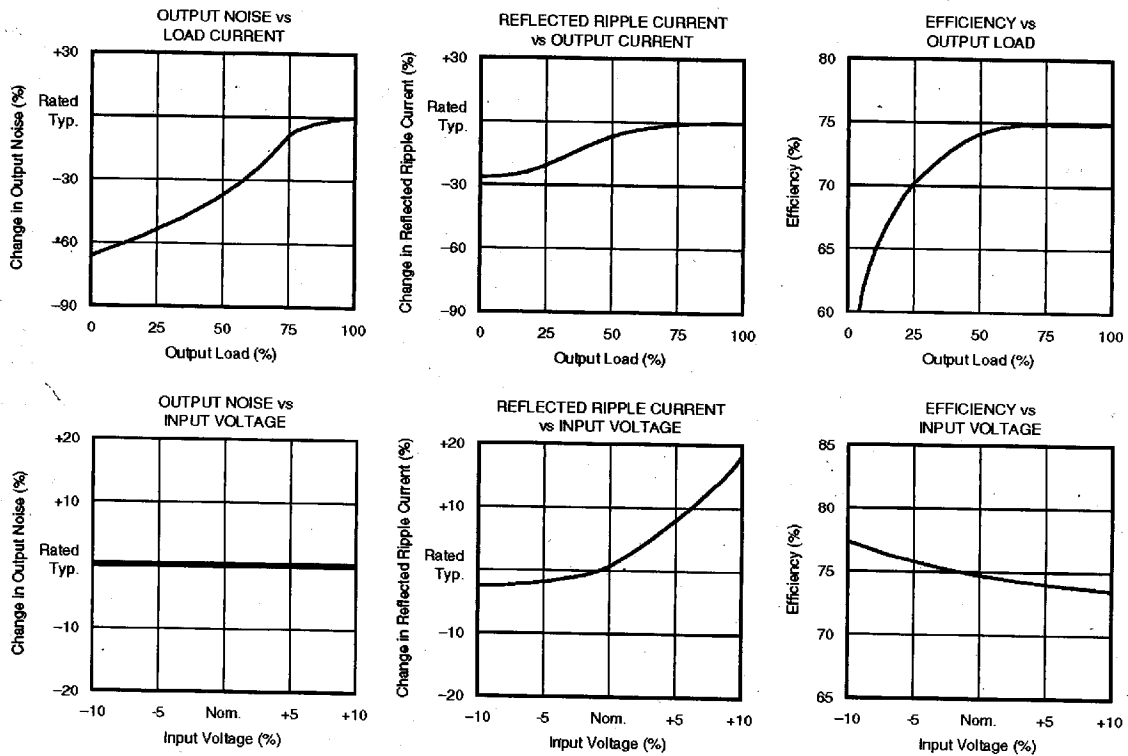 OUTPUT NOISE vs
LOAD CURRENT
Change in Output Noise (%)
+30
Rated
Typ.
–30
–60
–90
0 25 50 75 100
Output Load (%)
REFLECTED RIPPLE CURRENT
vs OUTPUT CURRENT
Change in Reflected Ripple Current (%)
+30
Rated
Typ.
–30
–60
–90
0 25 50 75 100
Output Load (%)
EFFICIENCY vs
OUTPUT LOAD
Efficiency (%)
80
75
70
65
60
0 25 50 75 100
Output Load (%)
OUTPUT NOISE vs
INPUT VOLTAGE
Change in Output Noise (%)
+20
+10
Rated
Typ.
–10
–20
–10 -5 Nom. +5 +10
Input Voltage (%)
REFLECTED RIPPLE CURRENT
vs INPUT VOLTAGE
Change in Reflected Ripple Current (%)
+20
+10
Rated
Typ.
–10
–20
–10 -5 Nom. +5 +10
Input Voltage (%)
EFFICIENCY vs
INPUT VOLTAGE
Efficiency (%)
85
80
75
70
65
–10 -5 Nom. +5 +10
Input Voltage (%)